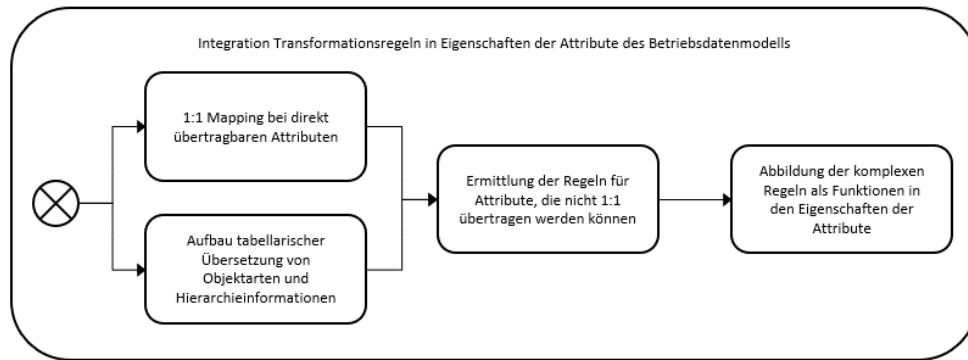 Integration Transformationsregeln in Eigenschaften der Attribute des Betriebsdatenmodells
1:1 Mapping bei direkt
übertragbaren Attributen
Aufbau tabellarischer
Übersetzung von
Objektarten und
Hierarchieinformationen
Ermittlung der Regeln für
Attribute, die nicht 1:1
übertragen werden können
Abbildung der komplexen
Regeln als Funktionen in
den Eigenschaften der
Attribute